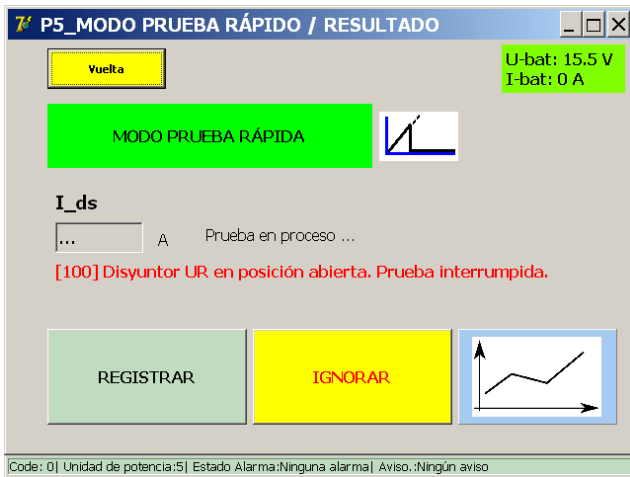 P5_MODO PRUEBA RÁPIDO / RESULTADO
Vuelta
U-bat: 15.5 V
I-bat: 0 A
MODO PRUEBA RÁPIDA
I_ds
... A Prueba en proceso ...
[100] Disyuntor UR en posición abierta. Prueba interrumpida.
REGISTRAR
IGNORAR
Code: 0| Unidad de potencia:5| Estado Alarma:Ninguna alarma| Aviso.:Ningún aviso